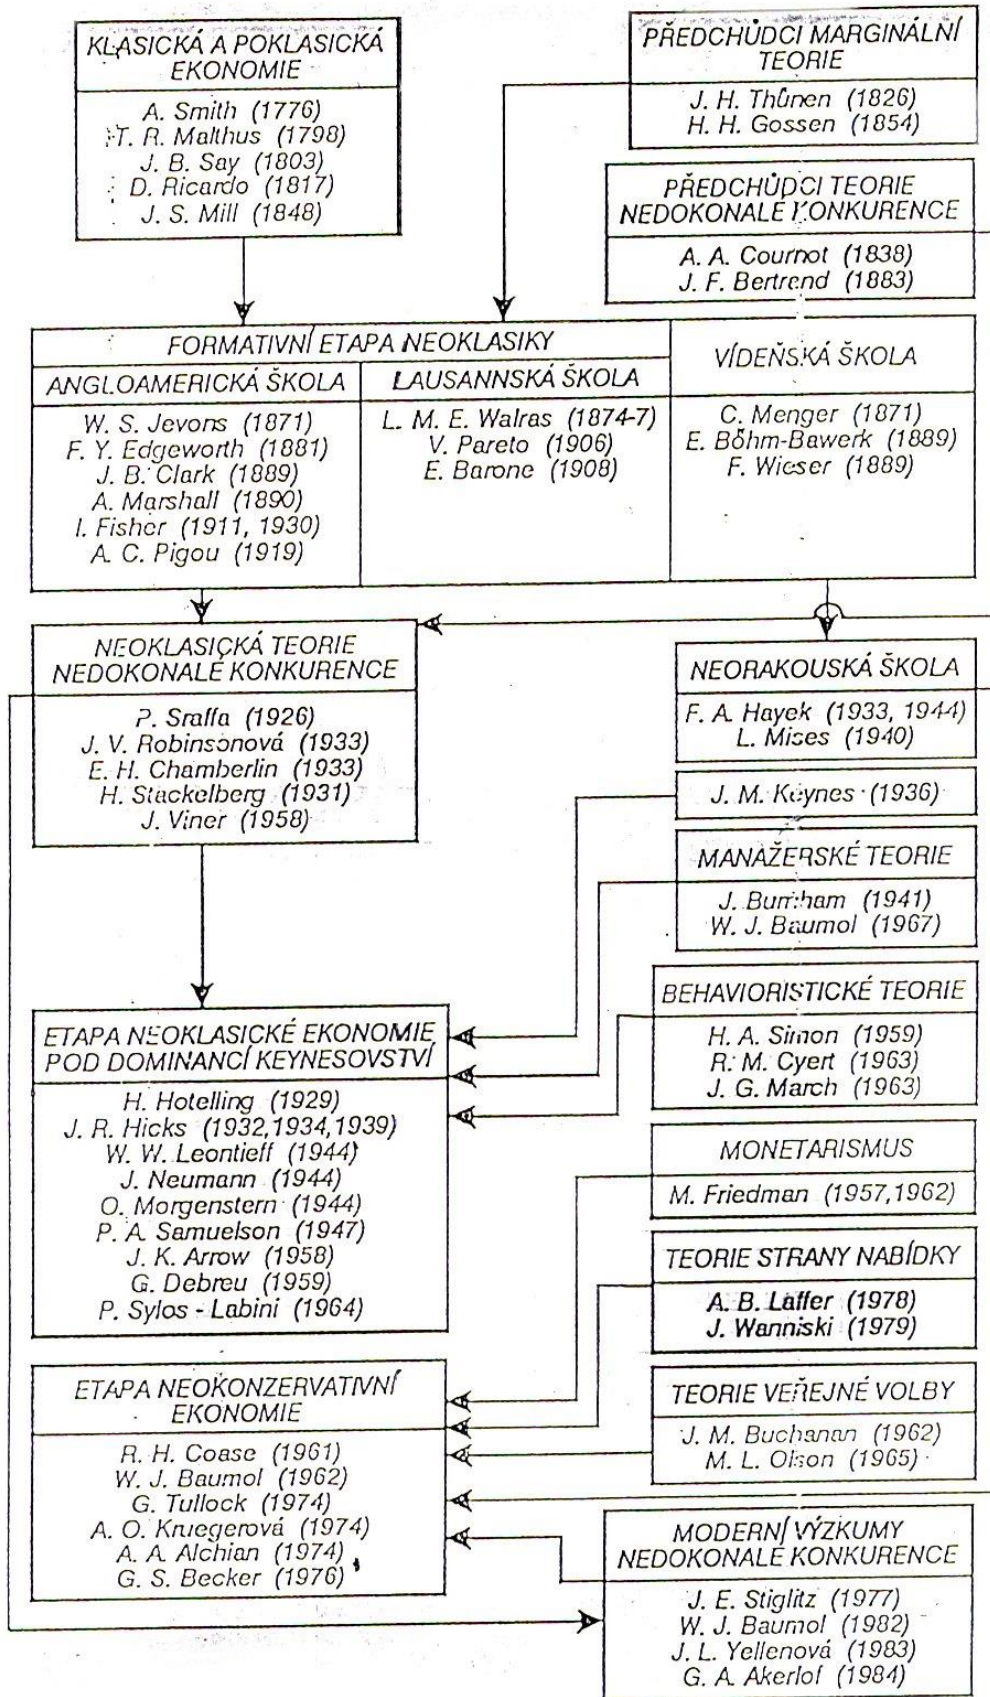 KLASICKÁ A POKLASICKÁ
EKONOMIE
A. Smith (1776)
T. R. Malthus (1798)
J. B. Say (1803)
D. Ricardo (1817)
J. S. Mill (1848)
PŘEDCHŮDCI MARGINÁLNÍ
TEORIE
J. H. Thünen (1826)
H. H. Gossen (1854)
PŘEDCHŮDCI TEORIE
NEDOKONALÉ KONKURENCE
A. A. Cournot (1838)
J. F. Bertrend (1883)
FORMATIVNÍ ETAPA NEOKLASIKY
ANGLOAMERICKÁ ŠKOLA
W. S. Jevons (1871)
F. Y. Edgeworth (1881)
J. B. Clark (1889)
A. Marshall (1890)
I. Fisher (1911, 1930)
A. C. Pigou (1919)
LAUSANNSKÁ ŠKOLA
L. M. E. Walras (1874-7)
V. Pareto (1906)
E. Barone (1908)
VÍDEŇSKÁ ŠKOLA
C. Menger (1871)
E. Böhm-Bawerk (1889)
F. Wieser (1889)
NEOKLASICKÁ TEORIE
NEDOKONALÉ KONKURENCE
P. Sraffa (1926)
J. V. Robinsonová (1933)
E. H. Chamberlin (1933)
H. Stackelberg (1931)
J. Viner (1958)
NEORAKOUSKÁ ŠKOLA
F. A. Hayek (1933, 1944)
L. Mises (1940)
J. M. Keynes (1936)
MANAŽERSKÉ TEORIE
J. Burnham (1941)
W. J. Baumol (1967)
BEHAVIORISTICKÉ TEORIE
H. A. Simon (1959)
R. M. Cyert (1963)
J. G. March (1963)
ETAPA NEOKLASICKÉ EKONOMIE
POD DOMINANCÍ KEYNESOVSTVÍ
H. Hotelling (1929)
J. R. Hicks (1932,1934,1939)
W. W. Leontieff (1944)
J. Neumann (1944)
O. Morgenstern (1944)
P. A. Samuelson (1947)
J. K. Arrow (1958)
G. Debreu (1959)
P. Sylos - Labini (1964)
MONETARISMUS
M. Friedman (1957,1962)
TEORIE STRANY NABÍDKY
A. B. Laffer (1978)
J. Wanniski (1979)
TEORIE VEŘEJNÉ VOLBY
J. M. Buchanan (1962)
M. L. Olson (1965)
ETAPA NEOKONZERVATIVNÍ
EKONOMIE
R. H. Coase (1961)
W. J. Baumol (1962)
G. Tullock (1974)
A. O. Kruegerová (1974)
A. A. Alchian (1974)
G. S. Becker (1976)
MODERNÍ VÝZKUMY
NEDOKONALÉ KONKURENCE
J. E. Stiglitz (1977)
W. J. Baumol (1982)
J. L. Yellenová (1983)
G. A. Akerlof (1984)